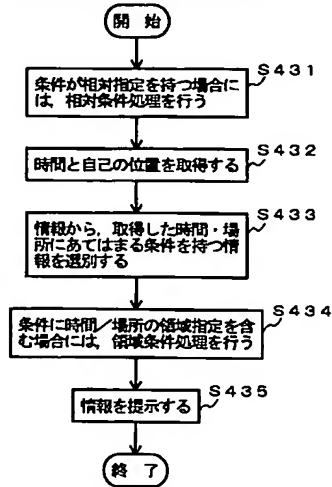 開 始
条件が相対指定を持つ場合に
は,相対条件処理を行う
S431
時間と自己の位置を取得する
S432
情報から,取得した時間・場
所にあてはまる条件を持つ情
報を選別する
S433
条件に時間/場所の領域指定を含
む場合には,領域条件処理を行う
S434
情報を提示する
S435
終 了